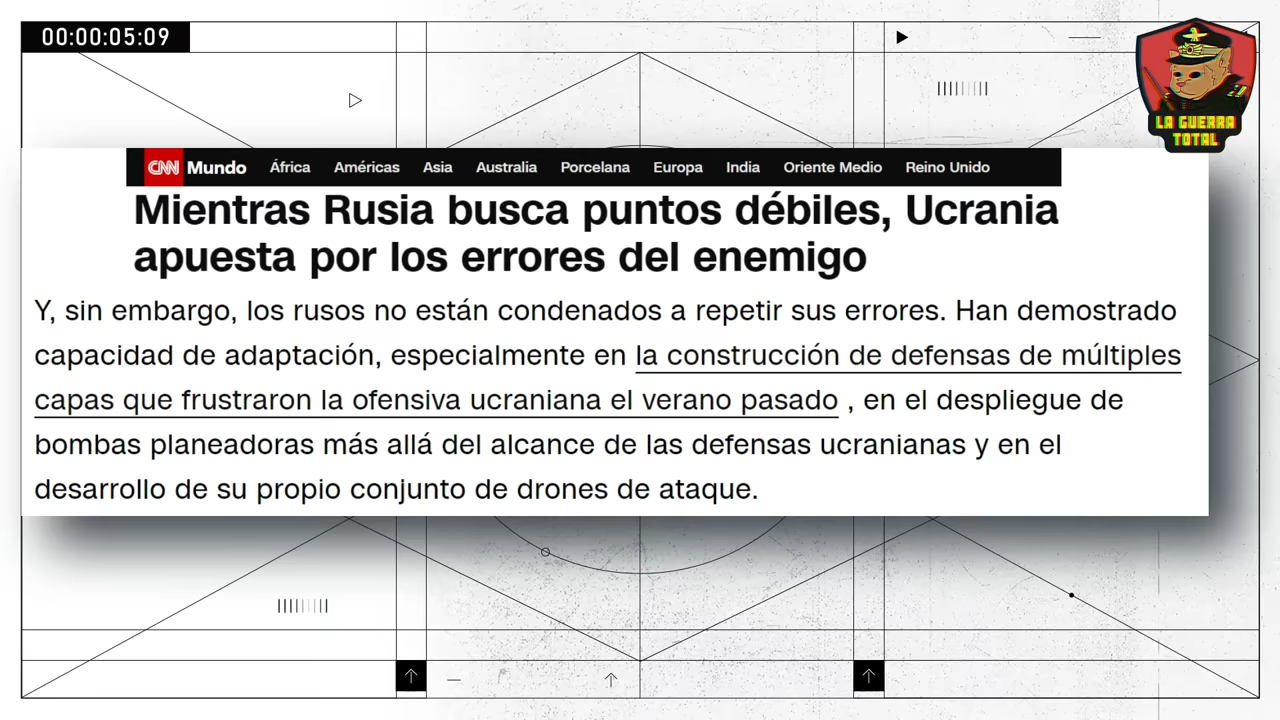 00:00:05:09
LA GUERRA
TOTAL
CNN Mundo África Américas Asia Australia Porcelana Europa India Oriente Medio Reino Unido
Mientras Rusia busca puntos débiles, Ucrania
apuesta por los errores del enemigo
Y, sin embargo, los rusos no están condenados a repetir sus errores. Han demostrado
capacidad de adaptación, especialmente en la construcción de defensas de múltiples
capas que frustraron la ofensiva ucraniana el verano pasado , en el despliegue de
bombas planeadoras más allá del alcance de las defensas ucranianas y en el
desarrollo de su propio conjunto de drones de ataque.